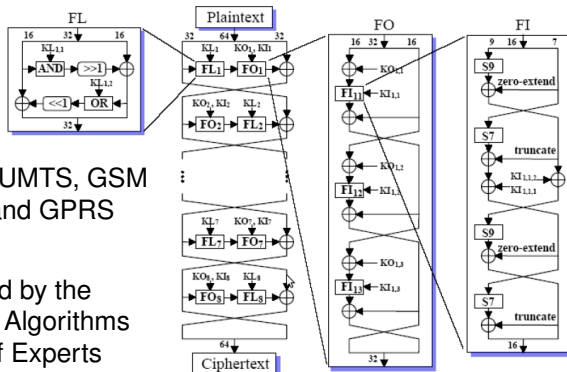 FL
16 32 16
KL1,1
AND >>1
KL1,2
<<1 OR
32
Plaintext
32 64 32
KL1 KO1, KI1
FL1 FO1
KO2, KI2 KL2
FO2 FL2
KL7 KO7, KI7
FL7 FO7
KO8, KI8 KL8
FO8 FL8
64
Ciphertext
FO
16 32 16
KO1,1
FI11 KI1,1
KO1,2
FI12 KI1,2
KO1,3
FI13 KI1,3
32
FI
9 16 7
S9
zero-extend
S7
truncate
KI1,1,2
KI1,1,1
S9
zero-extend
S7
truncate
16
UMTS, GSM
and GPRS
d by the
Algorithms
f Experts